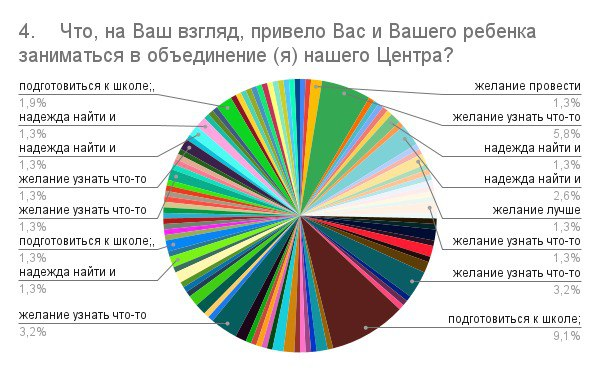 4. Что, на Ваш взгляд, привело Вас и Вашего ребенка
заниматься в объединение (я) нашего Центра?
подготовиться к школе;,
1,9%
надежда найти и
1,3%
надежда найти и
1,3%
желание узнать что-то
1,3%
желание узнать что-то
1,3%
подготовиться к школе;,
1,3%
надежда найти и
1,3%
желание узнать что-то
3,2%
желание провести
1,3%
желание узнать что-то
5,8%
надежда найти и
1,3%
надежда найти и
2,6%
желание лучше
1,3%
желание узнать что-то
1,3%
желание узнать что-то
3,2%
подготовиться к школе;
9,1%